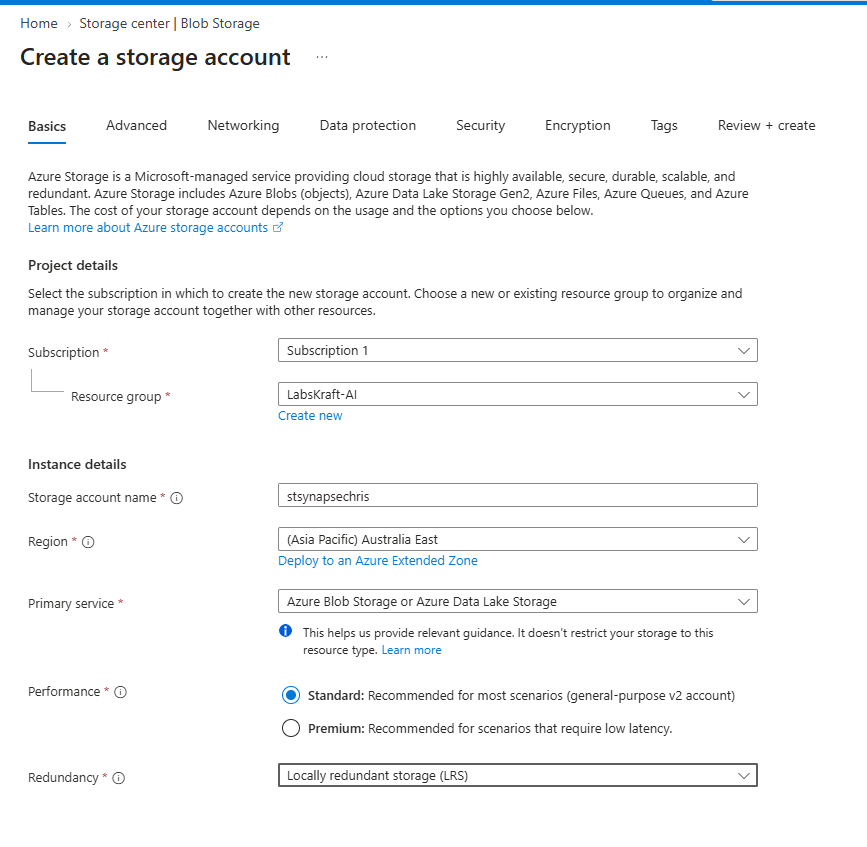 Home > Storage center | Blob Storage
Create a storage account ...
Basics Advanced Networking Data protection Security Encryption Tags Review + create
Azure Storage is a Microsoft-managed service providing cloud storage that is highly available, secure, durable, scalable, and
redundant. Azure Storage includes Azure Blobs (objects), Azure Data Lake Storage Gen2, Azure Files, Azure Queues, and Azure
Tables. The cost of your storage account depends on the usage and the options you choose below.
Learn more about Azure storage accounts
Project details
Select the subscription in which to create the new storage account. Choose a new or existing resource group to organize and
manage your storage account together with other resources.
Subscription * Subscription 1
Resource group * LabsKraft-AI
Create new
Instance details
Storage account name * stsynapsechris
Region * (Asia Pacific) Australia East
Deploy to an Azure Extended Zone
Primary service * Azure Blob Storage or Azure Data Lake Storage
This helps us provide relevant guidance. It doesn't restrict your storage to this
resource type. Learn more
Performance * Standard: Recommended for most scenarios (general-purpose v2 account)
Premium: Recommended for scenarios that require low latency.
Redundancy * Locally redundant storage (LRS)